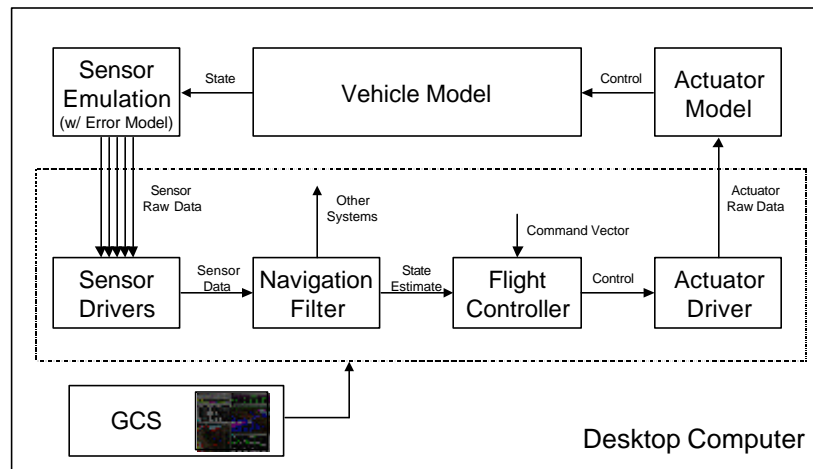 Sensor
Emulation
(w/ Error Model)
State
Vehicle Model
Control
Actuator
Model
Sensor
Raw Data
Other
Systems
Command Vector
Actuator
Raw Data
Sensor
Drivers
Sensor
Data
Navigation
Filter
State
Estimate
Flight
Controller
Control
Actuator
Driver
GCS
Desktop Computer